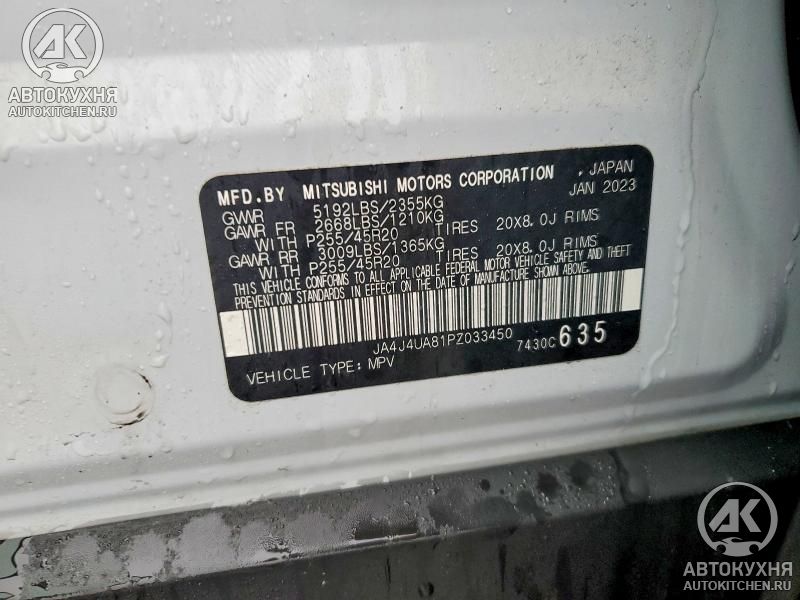 AK
АВТОКУХНЯ
AUTOKITCHEN.RU
MFD.BY MITSUBISHI MOTORS CORPORATION , JAPAN
JAN 2023
GVWR 5192LBS/2355KG
GAWR FR 2668LBS/1210KG
WITH P255/45R20 TIRES 20X8.0J RIMS
GAWR RR 3009LBS/1365KG
WITH P255/45R20 TIRES 20X8.0J RIMS
THIS VEHICLE CONFORMS TO ALL APPLICABLE FEDERAL MOTOR VEHICLE SAFETY AND THEFT
PREVENTION STANDARDS IN EFFECT ON THE DATE OF MANUFACTURE SHOWN ABOVE.
JA4J4UA81PZ033450
7430C 635
VEHICLE TYPE: MPV
AK
АВТОКУХНЯ
AUTOKITCHEN.RU